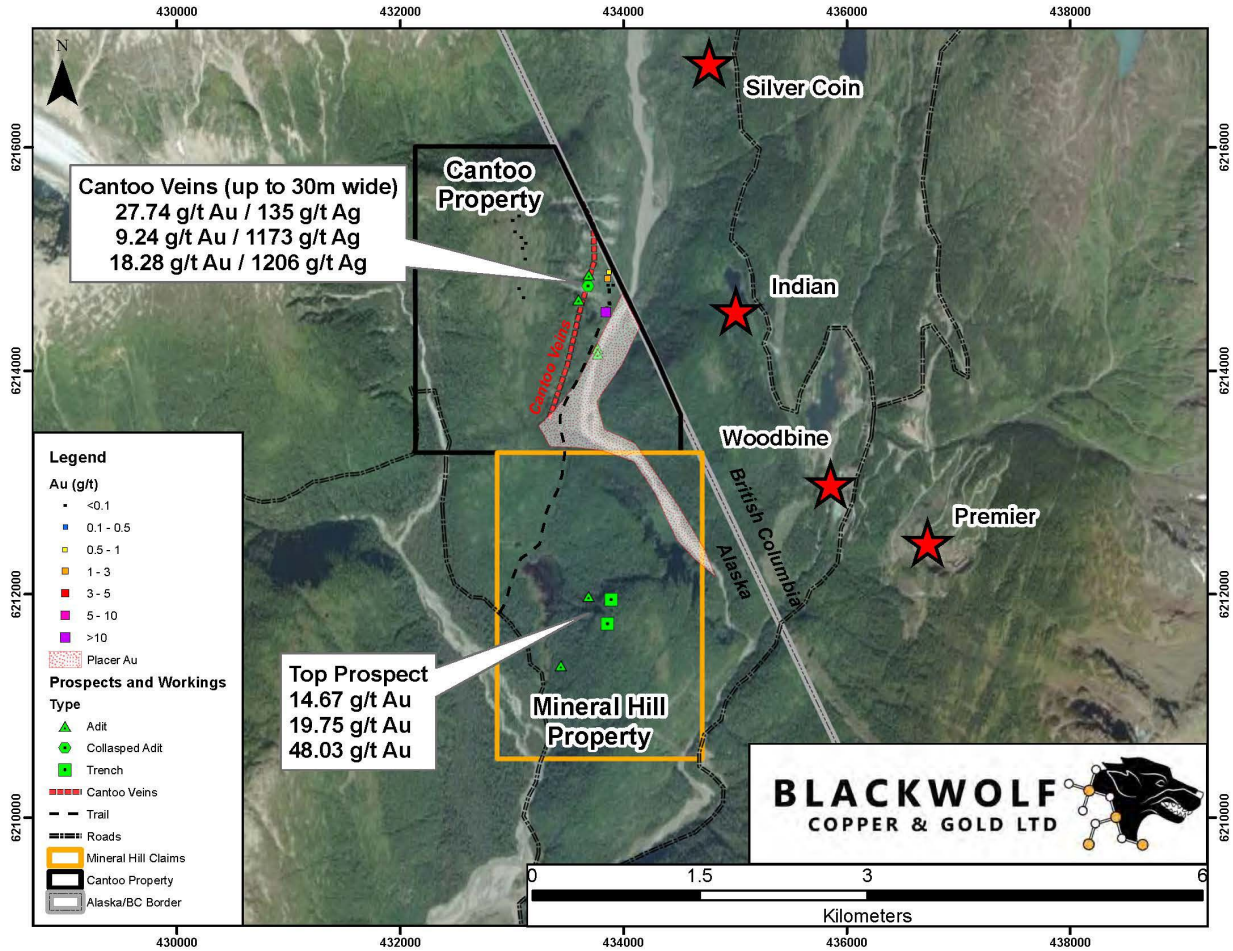 430000
432000
434000
436000
438000
N
Silver Coin
6216000
6216000
Cantoo
Property
Cantoo Veins (up to 30m wide)
27.74 g/t Au / 135 g/t Ag
9.24 g/t Au / 1173 g/t Ag
18.28 g/t Au / 1206 g/t Ag
Indian
Cantoo Veins
6214000
6214000
Woodbine
Premier
British Columbia
Alaska
6212000
6212000
Legend
Au (g/t)
<0.1
0.1 - 0.5
0.5 - 1
1 - 3
3 - 5
5 - 10
>10
Placer Au
Prospects and Workings
Type
Adit
Collasped Adit
Trench
Cantoo Veins
Trail
Roads
Mineral Hill Claims
Cantoo Property
Alaska/BC Border
Top Prospect
14.67 g/t Au
19.75 g/t Au
48.03 g/t Au
Mineral Hill
Property
6210000
6210000
BLACKWOLF
COPPER & GOLD LTD
0
1.5
3
6
Kilometers
430000
432000
434000
436000
438000